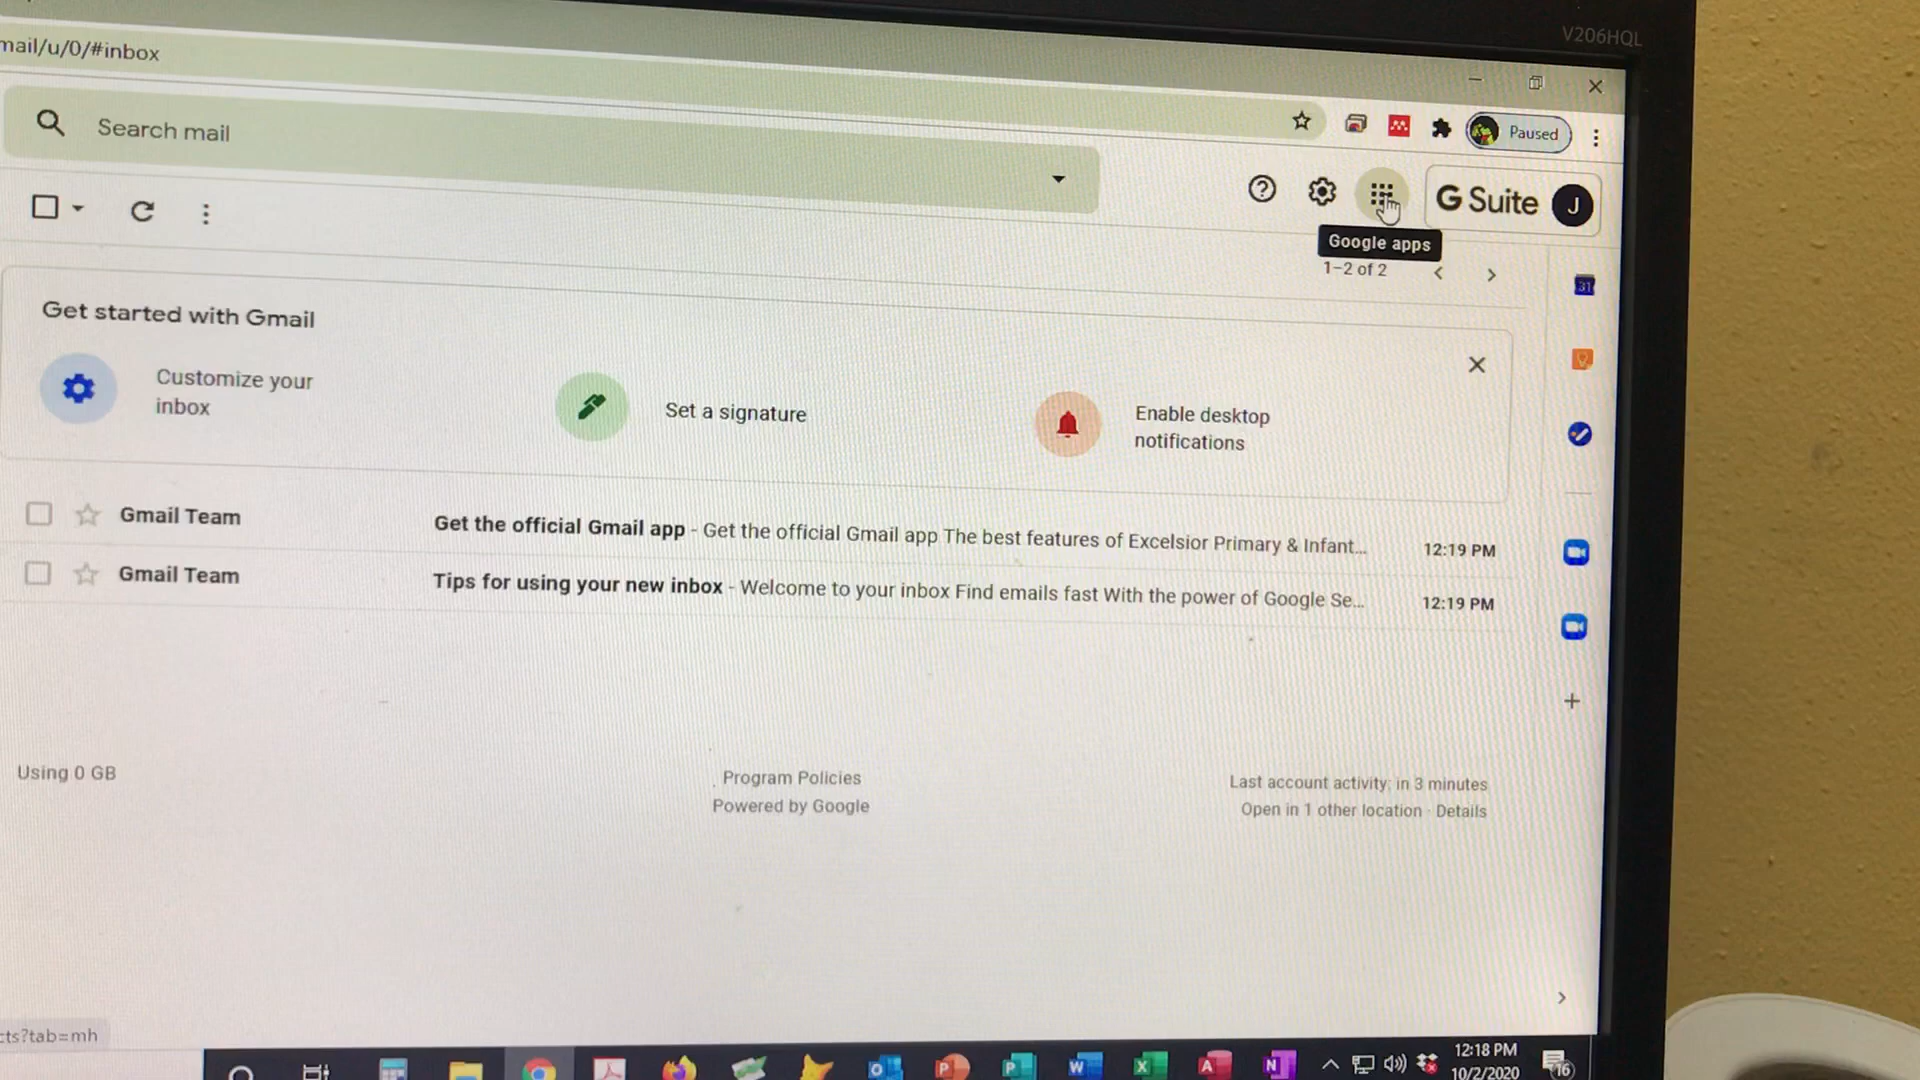 V206HQL
mail/u/0/#inbox
Search mail
Paused
G Suite J
Google apps
1–2 of 2
31
Get started with Gmail
Customize your
inbox
Set a signature
Enable desktop
notifications
Gmail Team Get the official Gmail app - Get the official Gmail app The best features of Excelsior Primary & Infant... 12:19 PM
Gmail Team Tips for using your new inbox - Welcome to your inbox Find emails fast With the power of Google Se... 12:19 PM
Using 0 GB
Program Policies
Powered by Google
Last account activity: in 3 minutes
Open in 1 other location · Details
cts?tab=mh
12:18 PM
10/2/2020
16